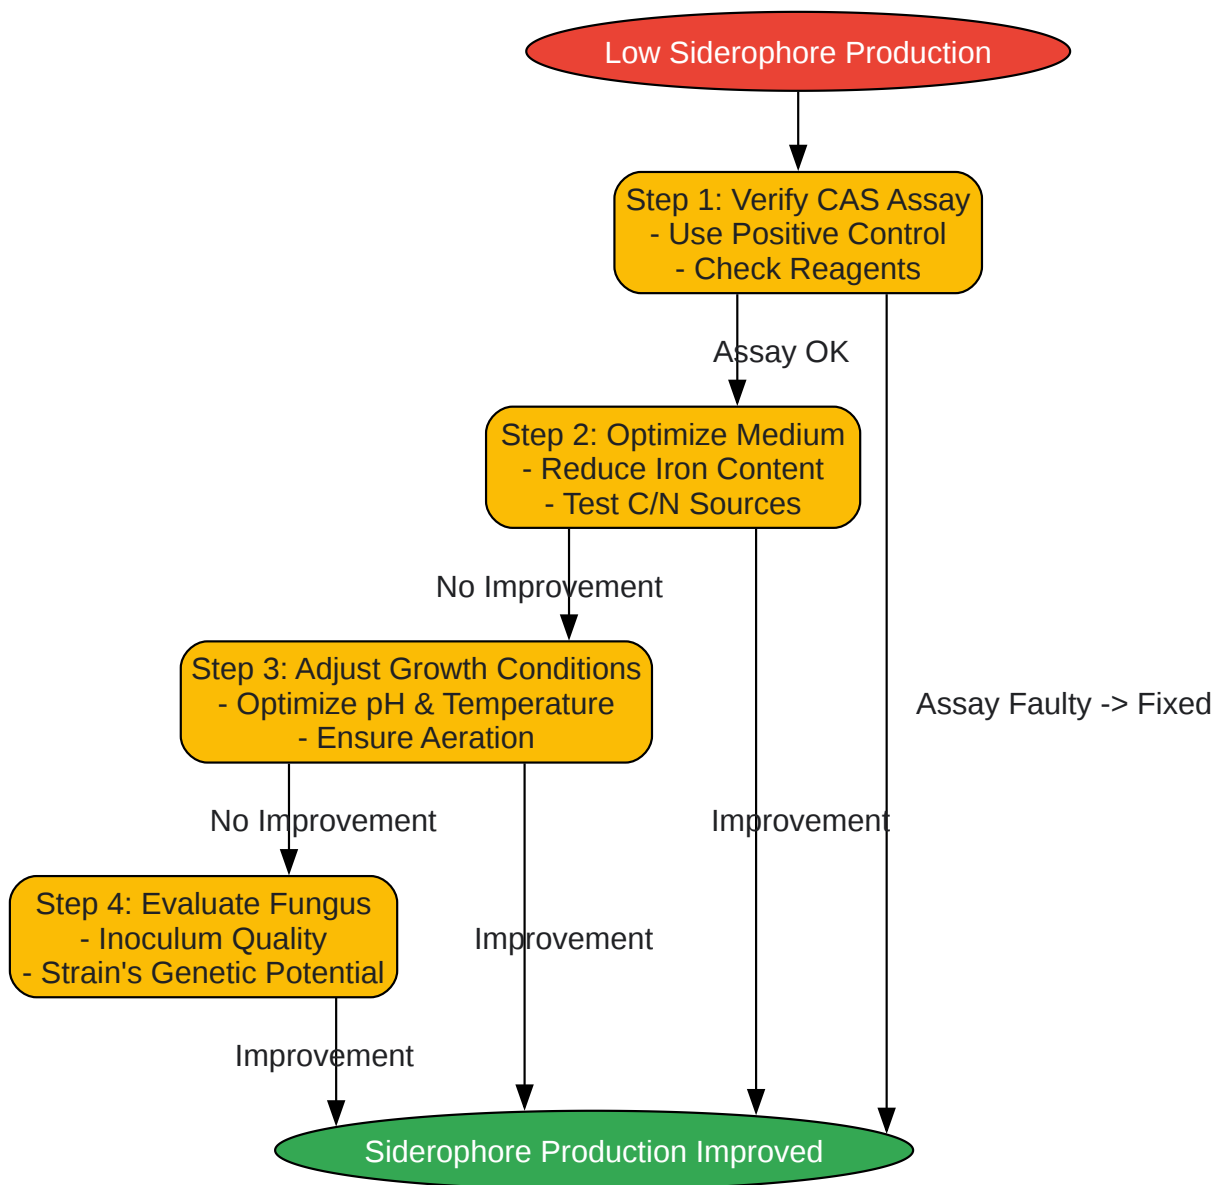 Low Siderophore Production
Step 1: Verify CAS Assay
- Use Positive Control
- Check Reagents
Assay OK
Step 2: Optimize Medium
- Reduce Iron Content
- Test C/N Sources
No Improvement
Step 3: Adjust Growth Conditions
- Optimize pH & Temperature
- Ensure Aeration
Assay Faulty -> Fixed
No Improvement
Improvement
Step 4: Evaluate Fungus
- Inoculum Quality
- Strain's Genetic Potential
Improvement
Improvement
Siderophore Production Improved